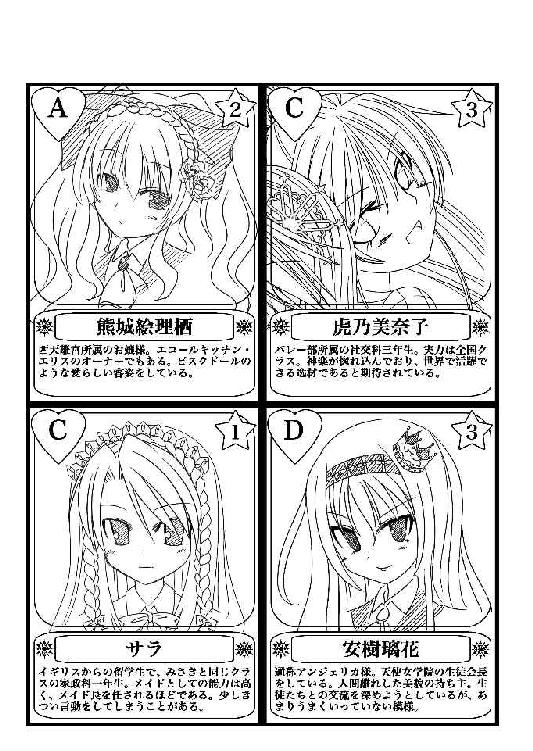 A
2
熊城絵理栖
所属のお嬢様。エコールキッチン・
エリスのオーナーでもある。ビスクドールの
ような愛らしい容姿をしている。
C
3
虎乃美奈子
バレー部所属の社交科三年生。実力は全国ク
ラス。神楽が惚れ込んでおり、世界で活躍で
きる逸材であると期待されている。
C
1
サラ
イギリスからの留学生で、みさきと同じクラ
スの家政科一年生。メイドとしての能力は高
く、メイド長を任されるほどである。少しき
つい言動をしてしまうことがある。
D
3
安樹璃花
通称アンジェリカ様。天使女学院の生徒会長
をしている。人間離れした美貌の持ち主。生
徒たちとの交流を深めようとしているが、あ
まりうまくいっていない模様。